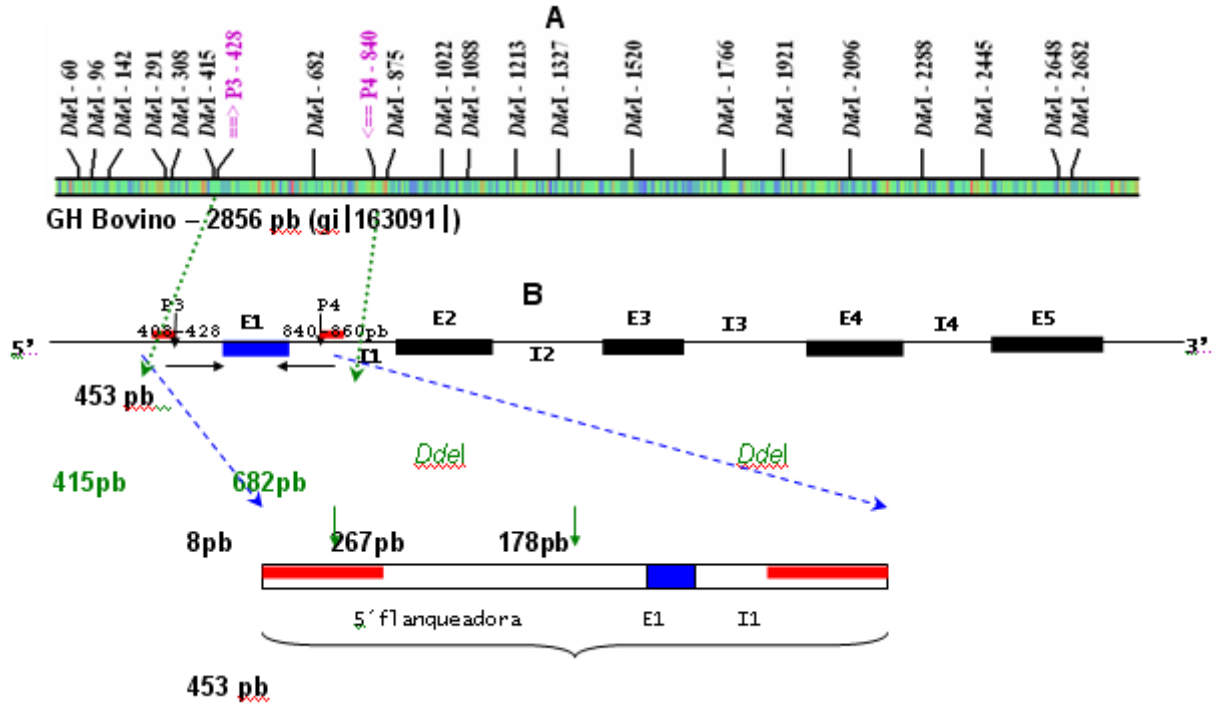 A
DdeI - 60
DdeI - 96
DdeI - 142
DdeI - 291
DdeI - 308
DdeI - 415
==> P3 - 428
DdeI - 682
<== P4 - 840
DdeI - 875
DdeI - 1022
DdeI - 1088
DdeI - 1213
DdeI - 1327
DdeI - 1520
DdeI - 1766
DdeI - 1921
DdeI - 2096
DdeI - 2288
DdeI - 2445
DdeI - 2648
DdeI - 2682
GH Bovino – 2856 pb (gi|163091|)
B
P3
P4
408-428
E1
840-860pb
E2
E3
I3
E4
I4
E5
5’
I1
I2
3’
453 pb
DdeI
DdeI
415pb
682pb
8pb
267pb
178pb
5´flanqueadora
E1
I1
453 pb